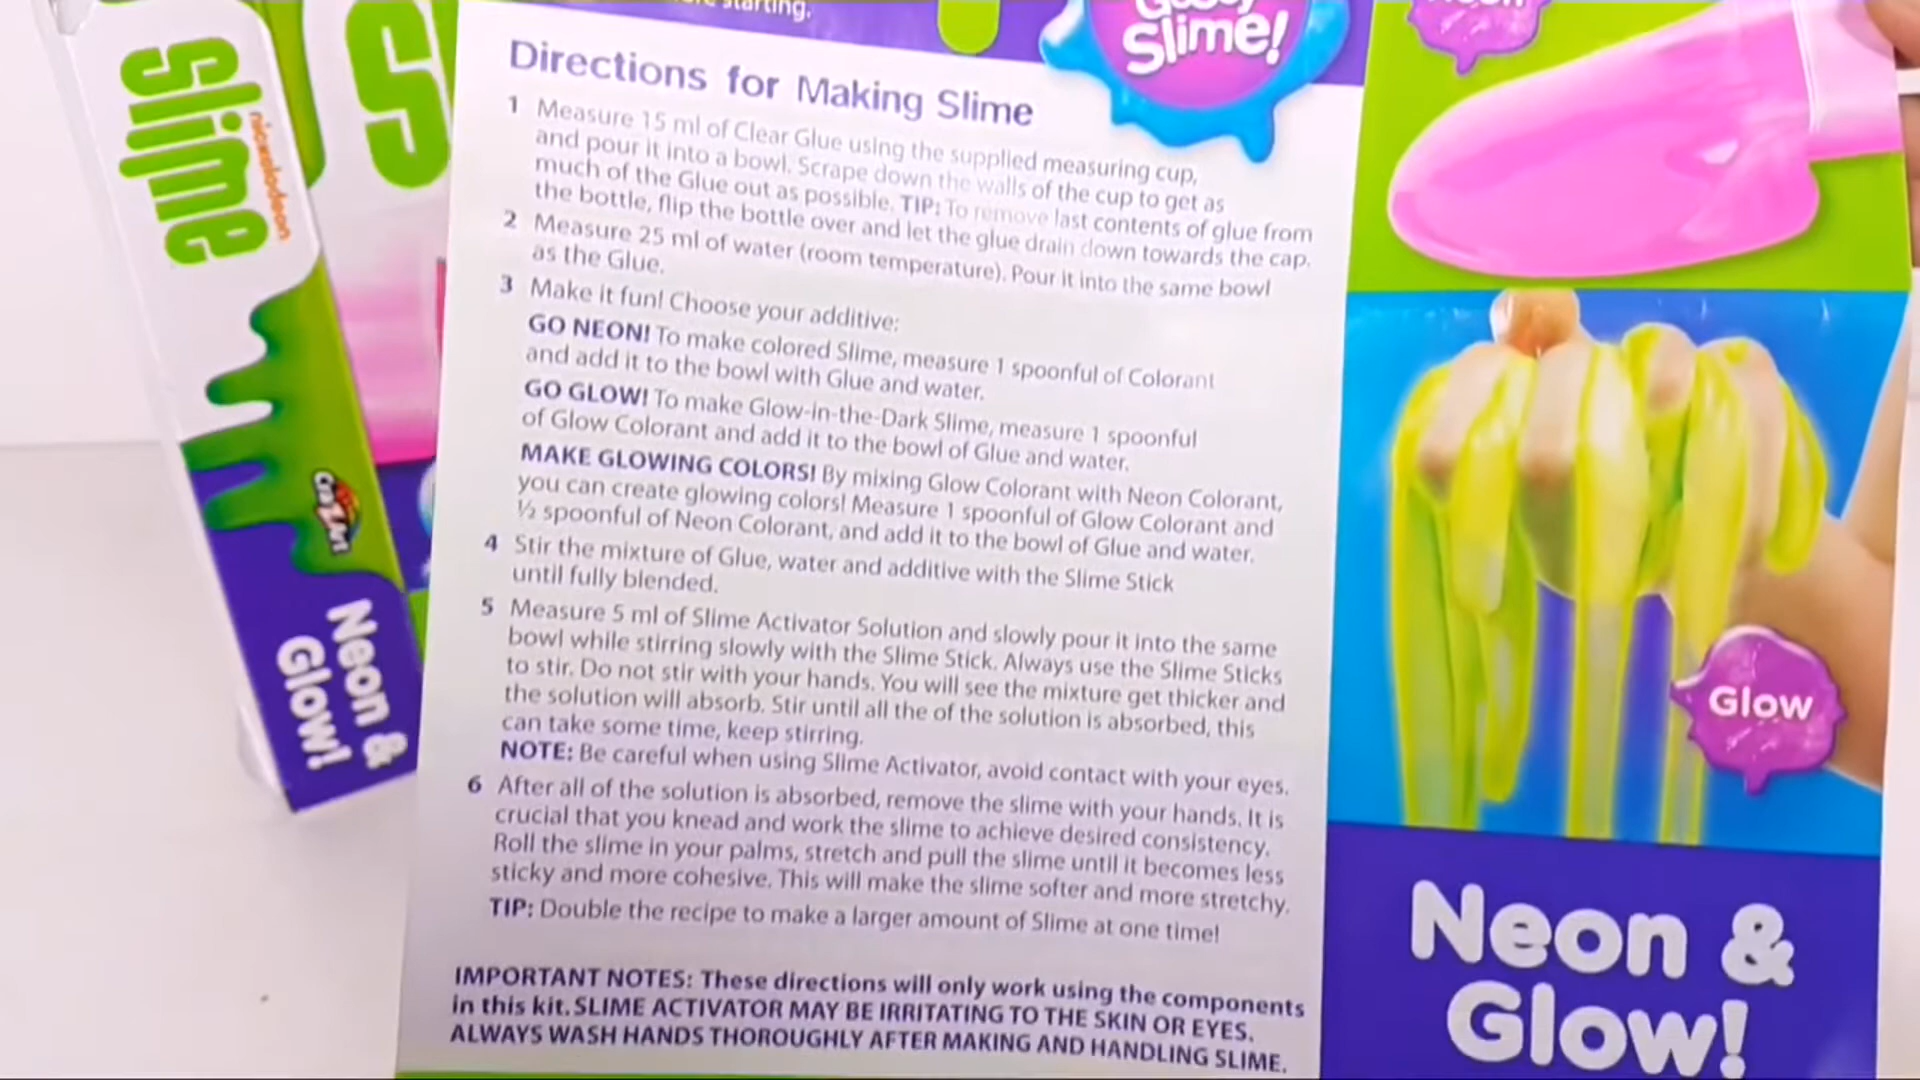 slime
nickelodeon
Cra-Z-Art
Neon &
Glow!
S
starting.
Slime!
Directions for Making Slime
1 Measure 15 ml of Clear Glue using the supplied measuring cup,
and pour it into a bowl. Scrape down the walls of the cup to get as
much of the Glue out as possible. TIP: To remove last contents of glue from
the bottle, flip the bottle over and let the glue drain down towards the cap.
2 Measure 25 ml of water (room temperature). Pour it into the same bowl
as the Glue.
3 Make it fun! Choose your additive:
GO NEON! To make colored Slime, measure 1 spoonful of Colorant
and add it to the bowl with Glue and water.
GO GLOW! To make Glow-in-the-Dark Slime, measure 1 spoonful
of Glow Colorant and add it to the bowl of Glue and water.
MAKE GLOWING COLORS! By mixing Glow Colorant with Neon Colorant,
you can create glowing colors! Measure 1 spoonful of Glow Colorant and
½ spoonful of Neon Colorant, and add it to the bowl of Glue and water.
4 Stir the mixture of Glue, water and additive with the Slime Stick
until fully blended.
5 Measure 5 ml of Slime Activator Solution and slowly pour it into the same
bowl while stirring slowly with the Slime Stick. Always use the Slime Sticks
to stir. Do not stir with your hands. You will see the mixture get thicker and
the solution will absorb. Stir until all the of the solution is absorbed, this
can take some time, keep stirring.
NOTE: Be careful when using Slime Activator, avoid contact with your eyes.
6 After all of the solution is absorbed, remove the slime with your hands. It is
crucial that you knead and work the slime to achieve desired consistency.
Roll the slime in your palms, stretch and pull the slime until it becomes less
sticky and more cohesive. This will make the slime softer and more stretchy.
TIP: Double the recipe to make a larger amount of Slime at one time!
IMPORTANT NOTES: These directions will only work using the components
in this kit. SLIME ACTIVATOR MAY BE IRRITATING TO THE SKIN OR EYES.
ALWAYS WASH HANDS THOROUGHLY AFTER MAKING AND HANDLING SLIME.
Glow
Neon &
Glow!